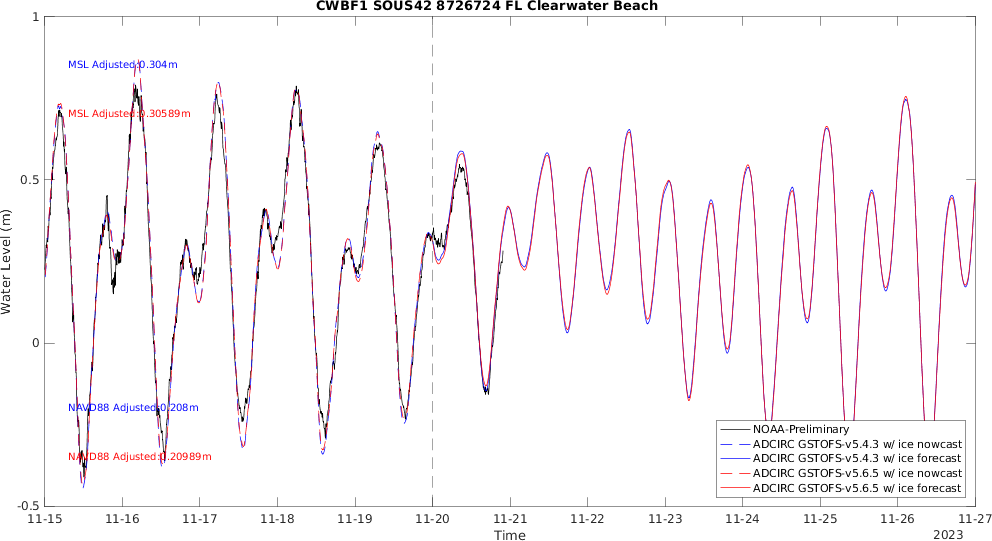 CWBF1 SOUS42 8726724 FL Clearwater Beach
1
0.5
0
-0.5
Water Level (m)
MSL Adjusted:0.304m
MSL Adjusted:0.30589m
NAVD88 Adjusted:0.208m
NAVD88 Adjusted:0.20989m
NOAA-Preliminary
ADCIRC GSTOFS-v5.4.3 w/ ice nowcast
ADCIRC GSTOFS-v5.4.3 w/ ice forecast
ADCIRC GSTOFS-v5.6.5 w/ ice nowcast
ADCIRC GSTOFS-v5.6.5 w/ ice forecast
11-15 11-16 11-17 11-18 11-19 11-20 11-21 11-22 11-23 11-24 11-25 11-26 11-27
Time
2023